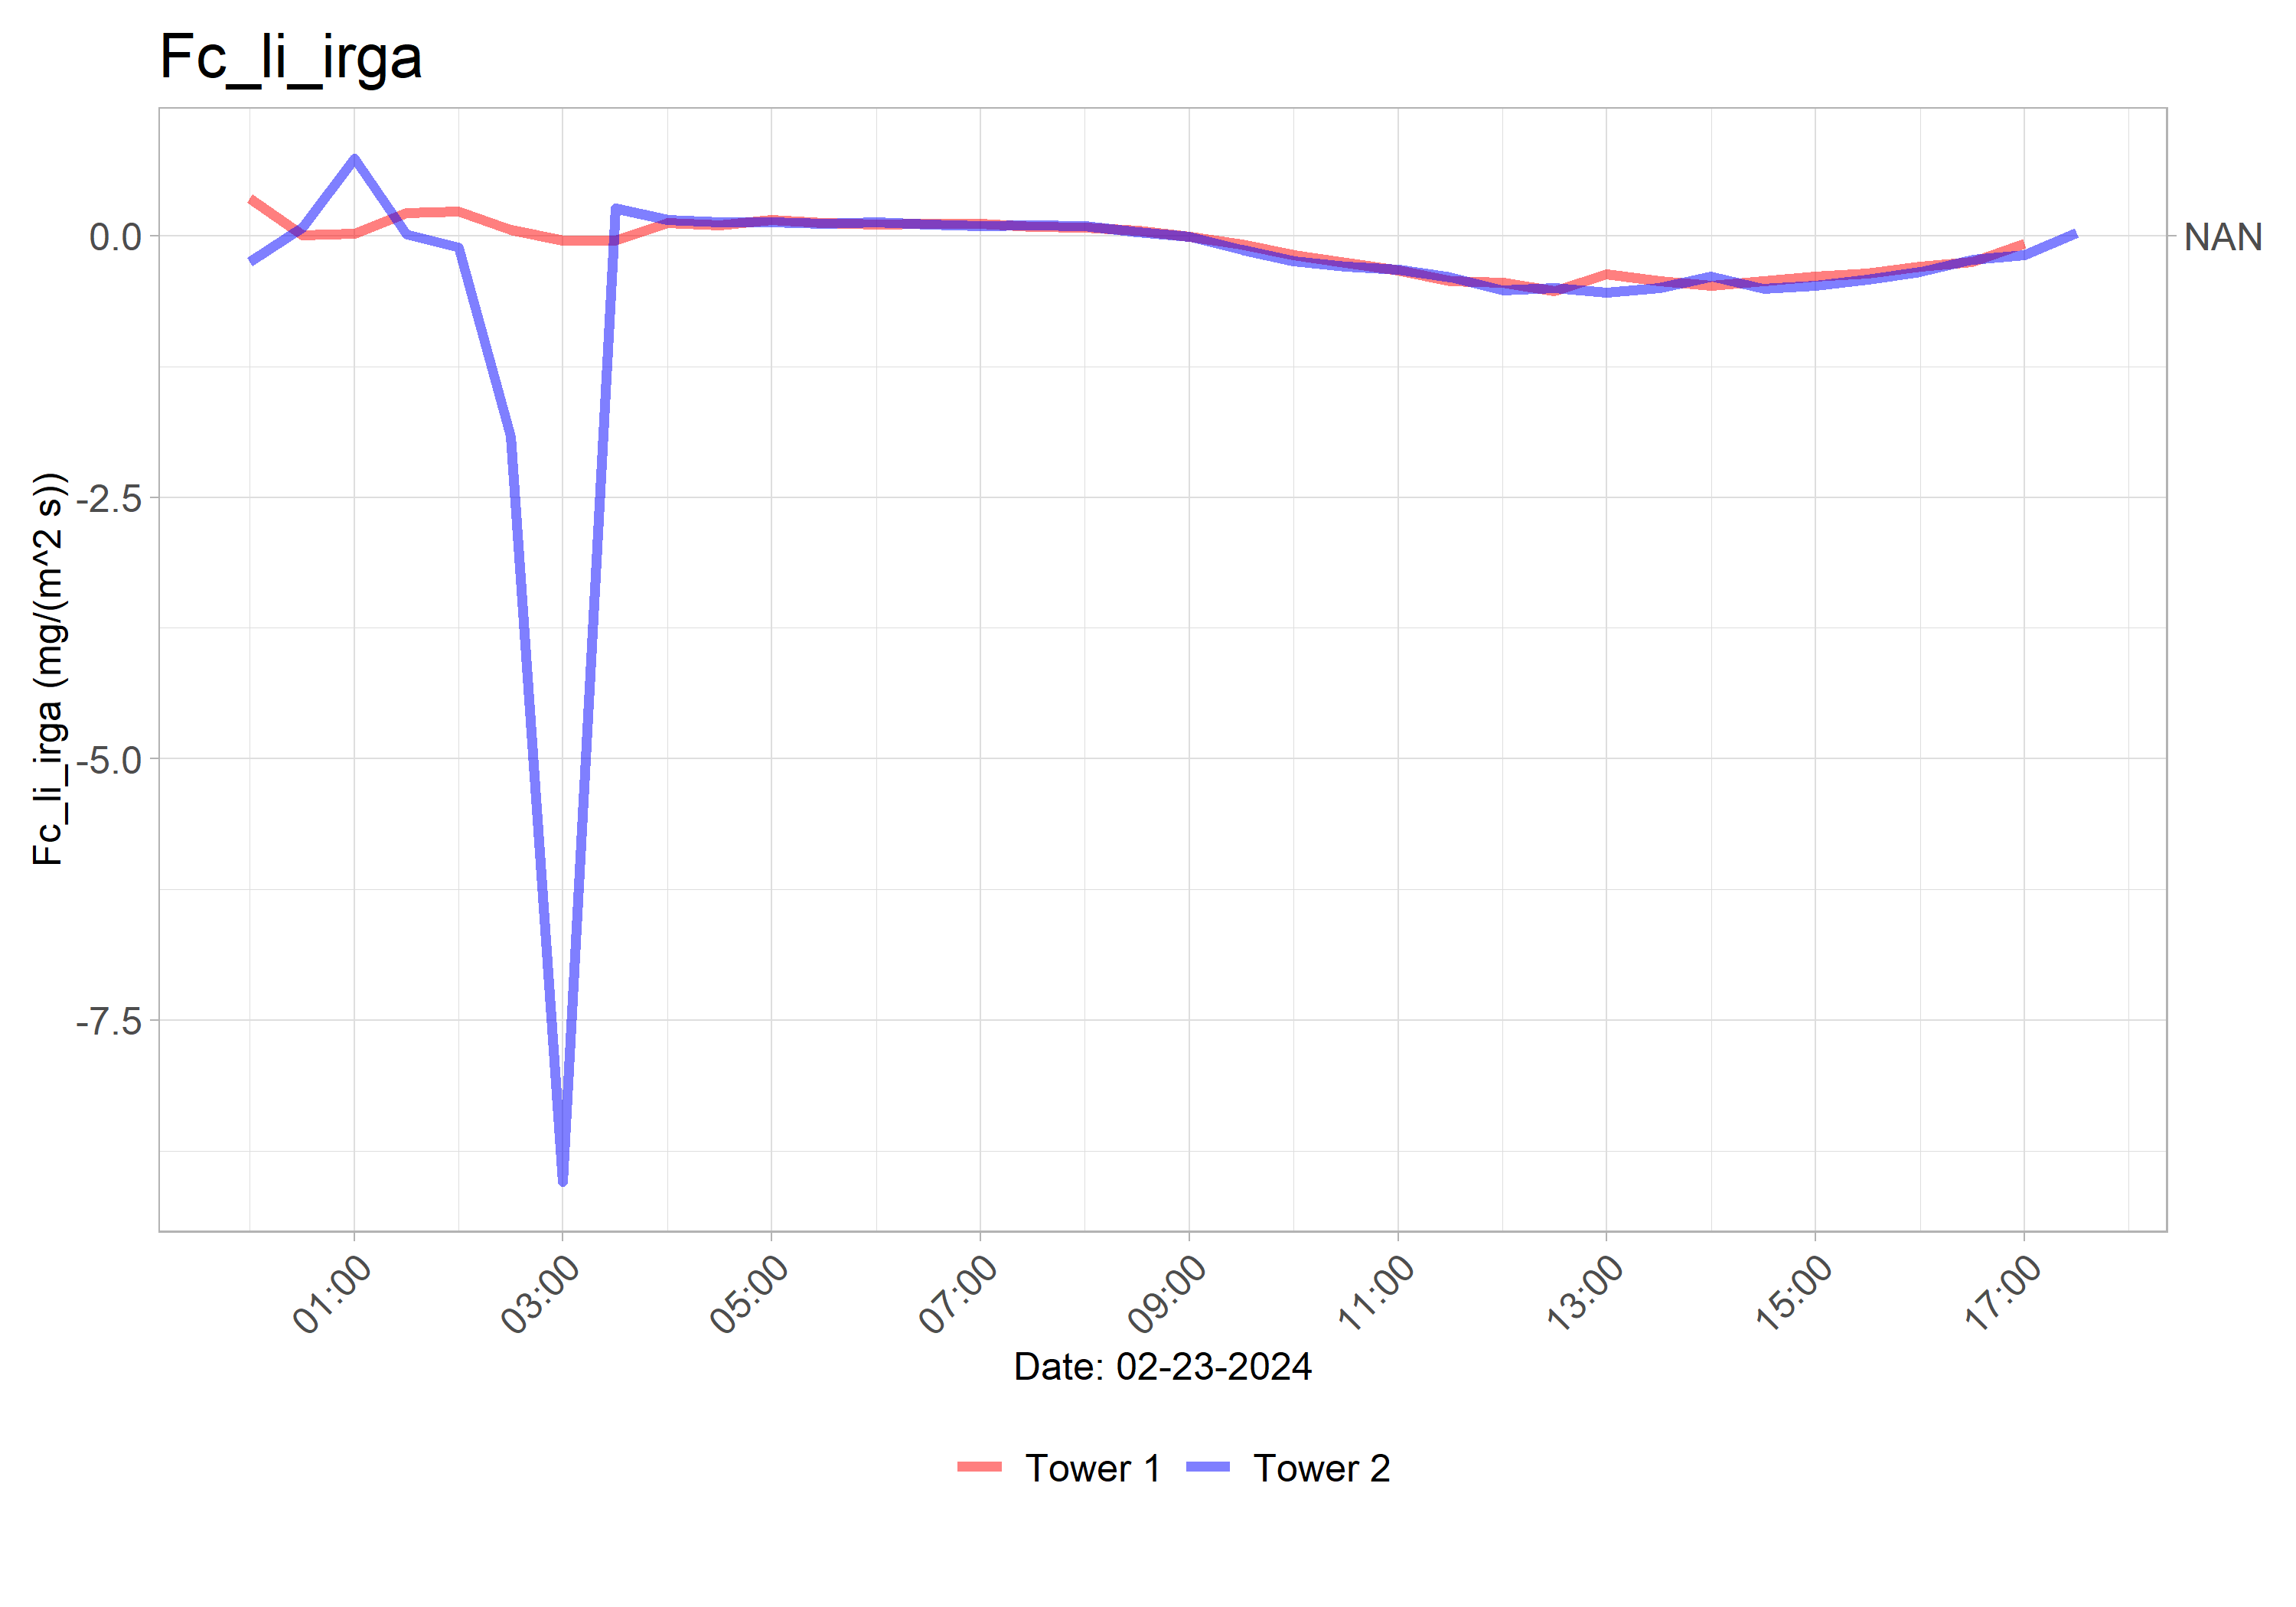 Fc_li_irga
Fc_li_irga (mg/(m^2 s))
0.0
-2.5
-5.0
-7.5
NAN
01:00 03:00 05:00 07:00 09:00 11:00 13:00 15:00 17:00
Date: 02-23-2024
Tower 1 Tower 2